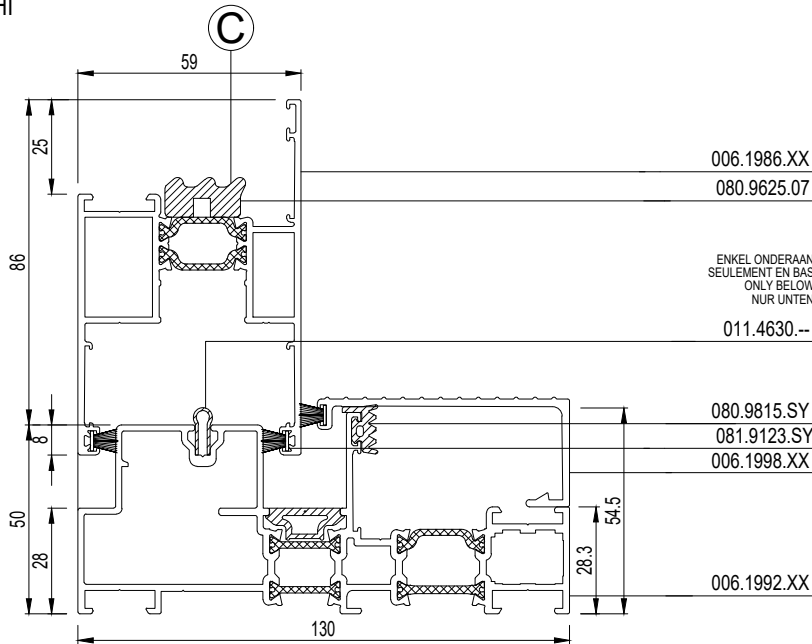 HI
C
59
25
86
8
50
28
130
54.5
28.3
006.1986.XX
080.9625.07
ENKEL ONDERAAN
SEULEMENT EN BAS
ONLY BELOW
NUR UNTEN
011.4630.--
080.9815.SY
081.9123.SY
006.1998.XX
006.1992.XX